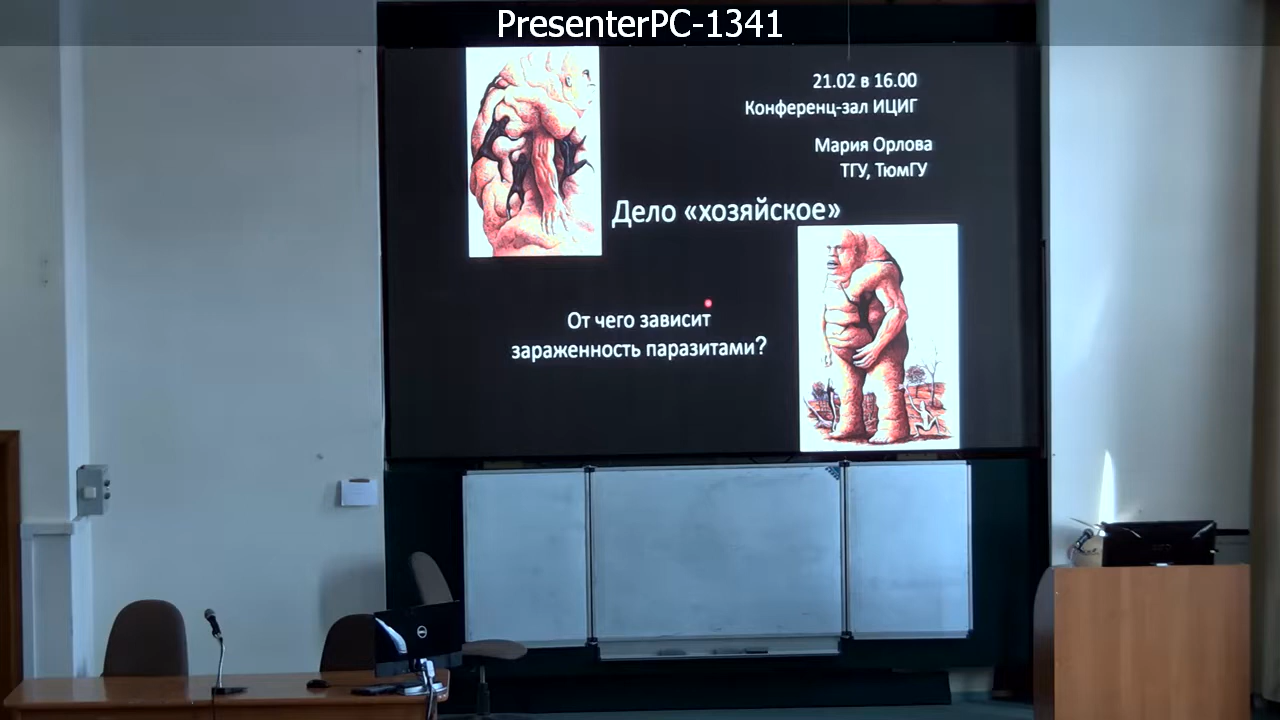 PresenterPC-1341
21.02 в 16.00
Конференц-зал ИЦИГ
Мария Орлова
ТГУ, ТюмГУ
Дело «хозяйское»
От чего зависит
зараженность паразитами?
DELL